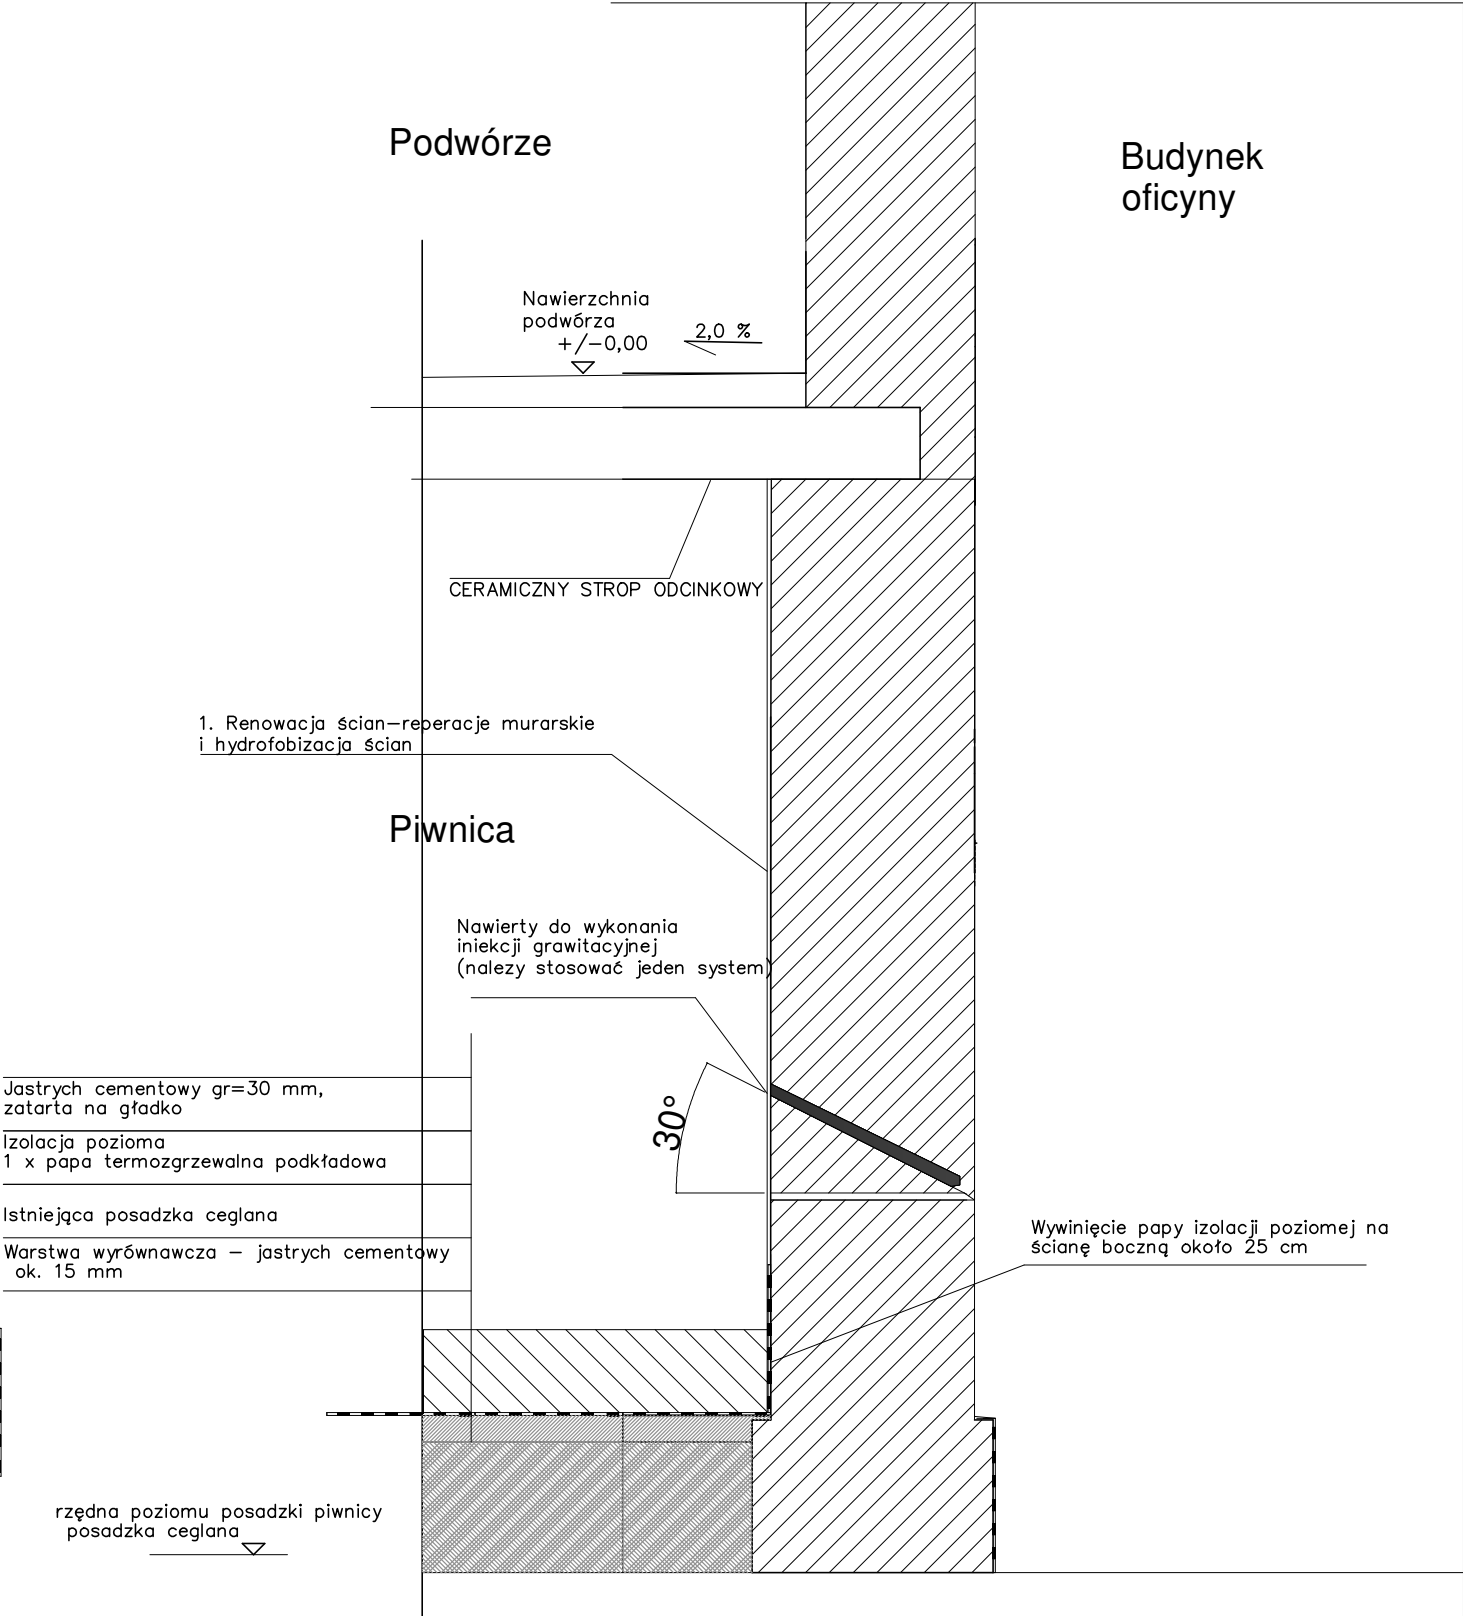 Podwórze
Budynek
oficyny
Nawierzchnia
podwórza
+/−0,00
2,0 %
CERAMICZNY STROP ODCINKOWY
1. Renowacja ścian−reperacje murarskie
i hydrofobizacja ścian
Piwnica
Nawierty do wykonania
iniekcji grawitacyjnej
(nalezy stosować jeden system)
30°
Jastrych cementowy gr=30 mm,
zatarta na gładko
Izolacja pozioma
1 x papa termozgrzewalna podkładowa
Istniejąca posadzka ceglana
Warstwa wyrównawcza − jastrych cementowy
ok. 15 mm
Wywinięcie papy izolacji poziomej na
ścianę boczną około 25 cm
rzędna poziomu posadzki piwnicy
posadzka ceglana